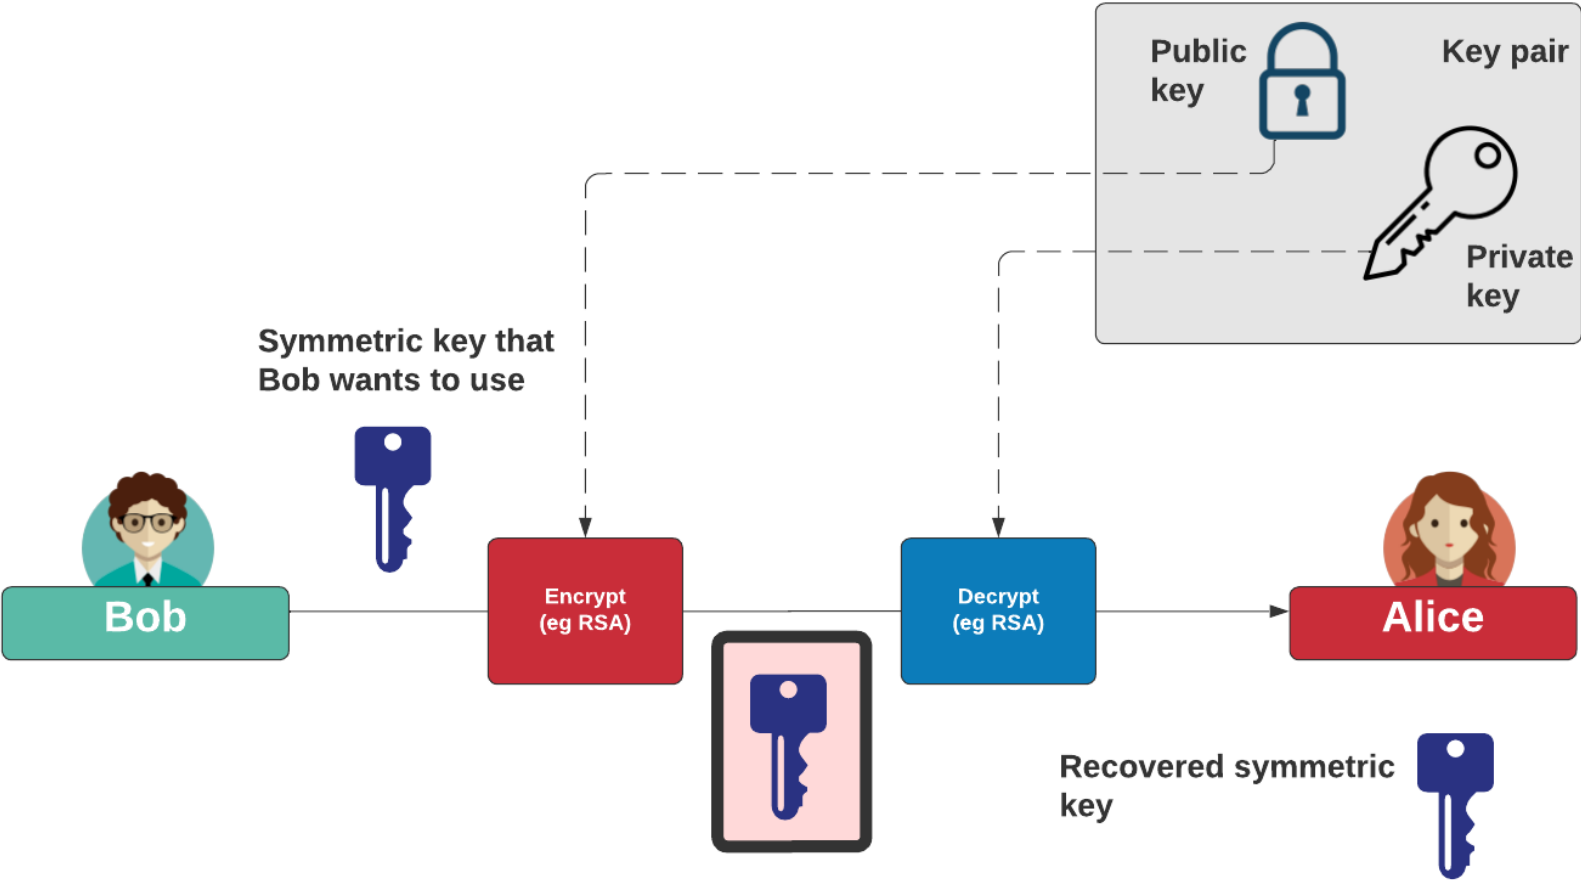 Public
key
Key pair
Private
key
Symmetric key that
Bob wants to use
Bob
Encrypt
(eg RSA)
Decrypt
(eg RSA)
Alice
Recovered symmetric
key